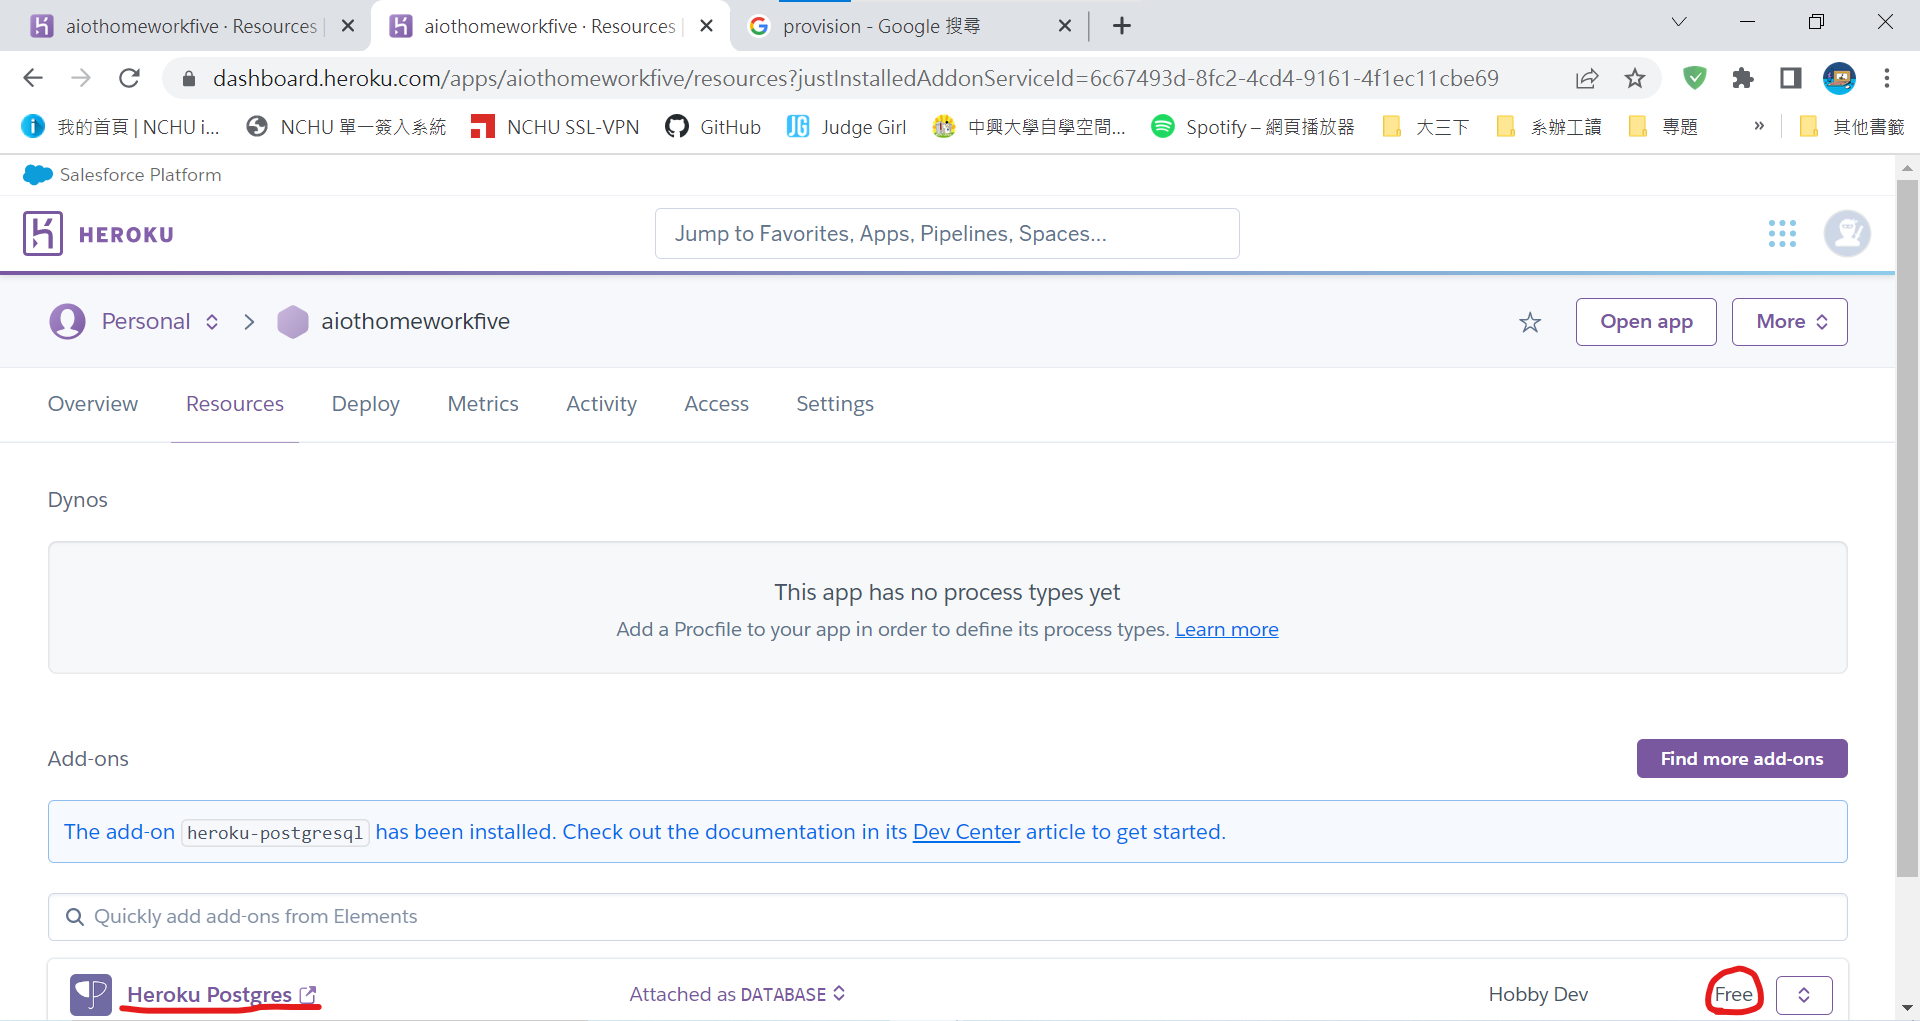 aiothomeworkfive · Resources
aiothomeworkfive · Resources
provision - Google 搜尋
dashboard.heroku.com/apps/aiothomeworkfive/resources?justInstalledAddonServiceId=6c67493d-8fc2-4cd4-9161-4f1ec11cbe69
我的首頁 | NCHU i...
NCHU 單一簽入系統
NCHU SSL-VPN
GitHub
Judge Girl
中興大學自學空間...
Spotify – 網頁播放器
大三下
系辦工讀
專題
»
其他書籤
Salesforce Platform
HEROKU
Jump to Favorites, Apps, Pipelines, Spaces...
Personal
aiothomeworkfive
Open app
More
Overview
Resources
Deploy
Metrics
Activity
Access
Settings
Dynos
This app has no process types yet
Add a Procfile to your app in order to define its process types. Learn more
Add-ons
Find more add-ons
The add-on heroku-postgresql has been installed. Check out the documentation in its Dev Center article to get started.
Quickly add add-ons from Elements
Heroku Postgres
Attached as DATABASE
Hobby Dev
Free